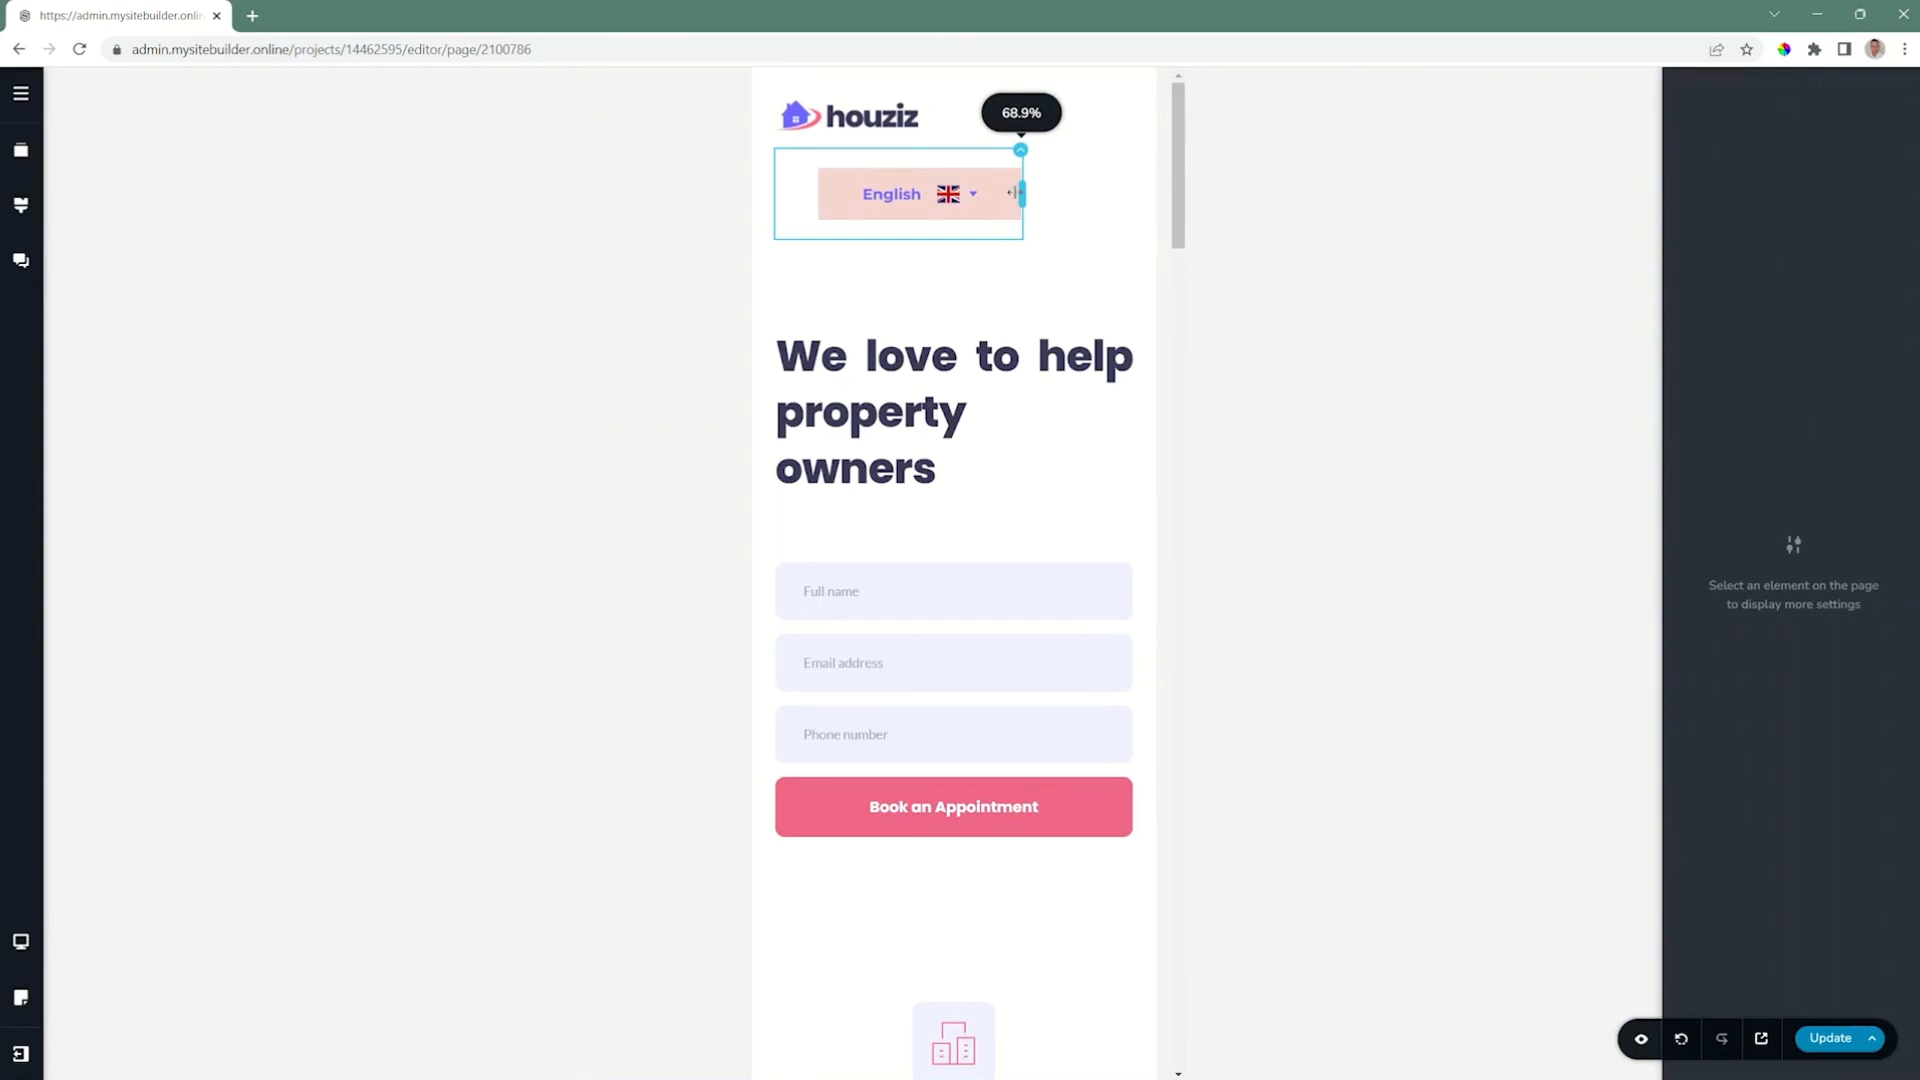 https://admin.mysitebuilder.onlin
admin.mysitebuilder.online/projects/14462595/editor/page/2100786
houziz
68.9%
English
We love to help
property
owners
Full name
Email address
Phone number
Book an Appointment
Select an element on the page
to display more settings
Update